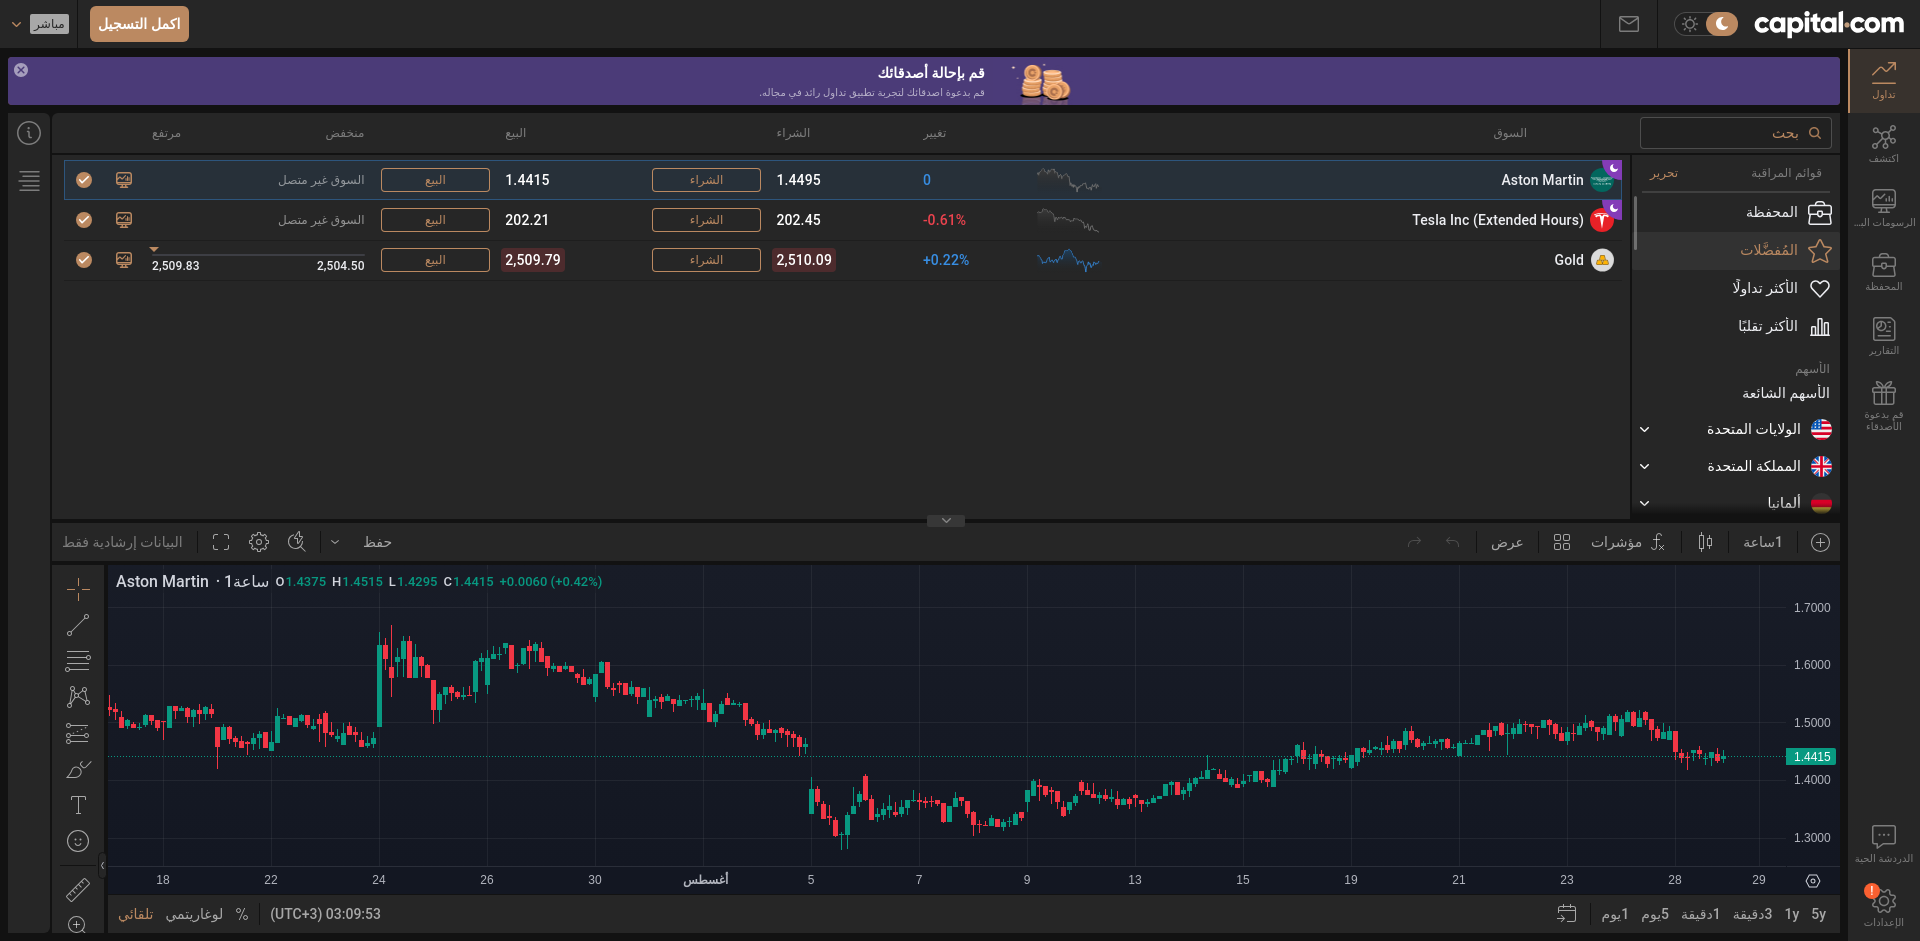 capital.com
اكمل التسجيل
مباشر
قم بإحالة أصدقائك
قم بدعوة اصدقائك لتجربة تطبيق تداول رائد في مجاله.
تداول
اكتشف
الرسومات البـ...
المحفظة
التقارير
قم بدعوة
الأصدقاء
الدردشة الحية
!
الإعدادات
بحث
السوق
تغيير
الشراء
البيع
منخفض
مرتفع
قوائم المراقبة
تحرير
المحفظة
المُفضَّلات
الأكثر تداولًا
الأكثر تقلبًا
الأسهم
الأسهم الشائعة
الولايات المتحدة
المملكة المتحدة
ألمانيا
Aston Martin 0 1.4495 الشراء 1.4415 البيع السوق غير متصل
Tesla Inc (Extended Hours) -0.61% 202.45 الشراء 202.21 البيع السوق غير متصل
Gold +0.22% 2,510.09 الشراء 2,509.79 البيع 2,504.50 2,509.83
1ساعة
مؤشرات
عرض
حفظ
البيانات إرشادية فقط
Aston Martin · 1ساعة O1.4375 H1.4515 L1.4295 C1.4415 +0.0060 (+0.42%)
1.7000
1.6000
1.5000
1.4415
1.4000
1.3000
18 22 24 26 30 أغسطس 5 7 9 13 15 19 21 23 28 29
تلقائي لوغاريتمي % 03:09:53 (UTC+3)
5y 1y 3دقيقة 1دقيقة 5يوم 1يوم